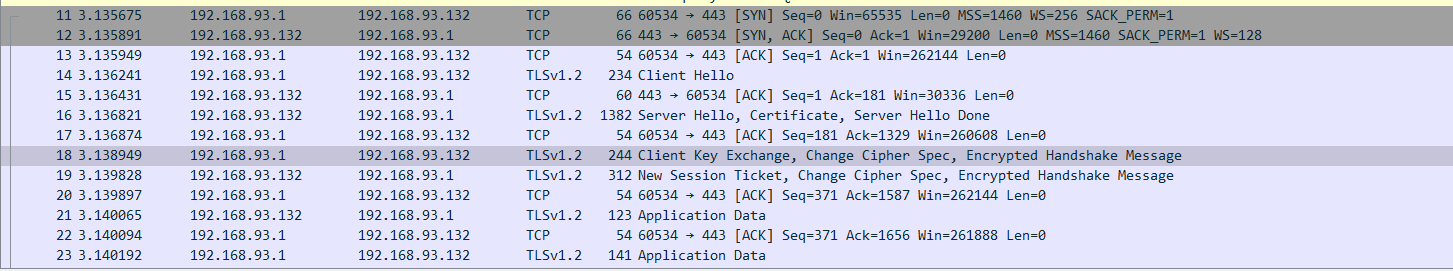 11 3.135675 192.168.93.1 192.168.93.132 TCP 66 60534 → 443 [SYN] Seq=0 Win=65535 Len=0 MSS=1460 WS=256 SACK_PERM=1
12 3.135891 192.168.93.132 192.168.93.1 TCP 66 443 → 60534 [SYN, ACK] Seq=0 Ack=1 Win=29200 Len=0 MSS=1460 SACK_PERM=1 WS=128
13 3.135949 192.168.93.1 192.168.93.132 TCP 54 60534 → 443 [ACK] Seq=1 Ack=1 Win=262144 Len=0
14 3.136241 192.168.93.1 192.168.93.132 TLSv1.2 234 Client Hello
15 3.136431 192.168.93.132 192.168.93.1 TCP 60 443 → 60534 [ACK] Seq=1 Ack=181 Win=30336 Len=0
16 3.136821 192.168.93.132 192.168.93.1 TLSv1.2 1382 Server Hello, Certificate, Server Hello Done
17 3.136874 192.168.93.1 192.168.93.132 TCP 54 60534 → 443 [ACK] Seq=181 Ack=1329 Win=260608 Len=0
18 3.138949 192.168.93.1 192.168.93.132 TLSv1.2 244 Client Key Exchange, Change Cipher Spec, Encrypted Handshake Message
19 3.139828 192.168.93.132 192.168.93.1 TLSv1.2 312 New Session Ticket, Change Cipher Spec, Encrypted Handshake Message
20 3.139897 192.168.93.1 192.168.93.132 TCP 54 60534 → 443 [ACK] Seq=371 Ack=1587 Win=262144 Len=0
21 3.140065 192.168.93.132 192.168.93.1 TLSv1.2 123 Application Data
22 3.140094 192.168.93.1 192.168.93.132 TCP 54 60534 → 443 [ACK] Seq=371 Ack=1656 Win=261888 Len=0
23 3.140192 192.168.93.1 192.168.93.132 TLSv1.2 141 Application Data